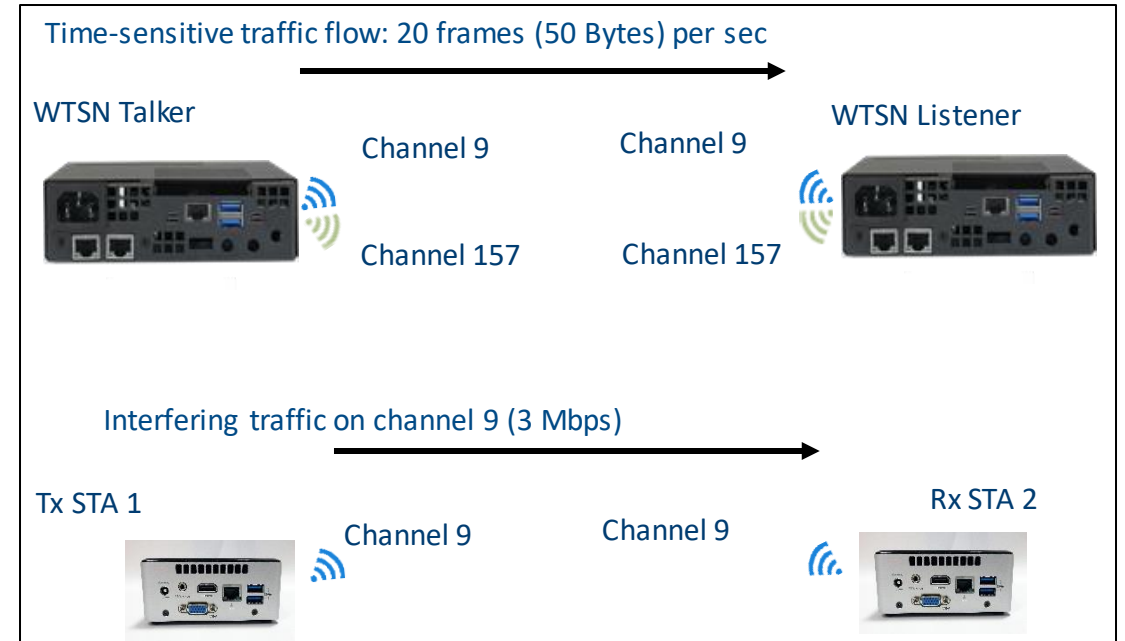 Time-sensitive traffic flow: 20 frames (50 Bytes) per sec
WTSN Talker
WTSN Listener
Channel 9
Channel 9
Channel 157
Channel 157
Interfering traffic on channel 9 (3 Mbps)
Tx STA 1
Rx STA 2
Channel 9
Channel 9